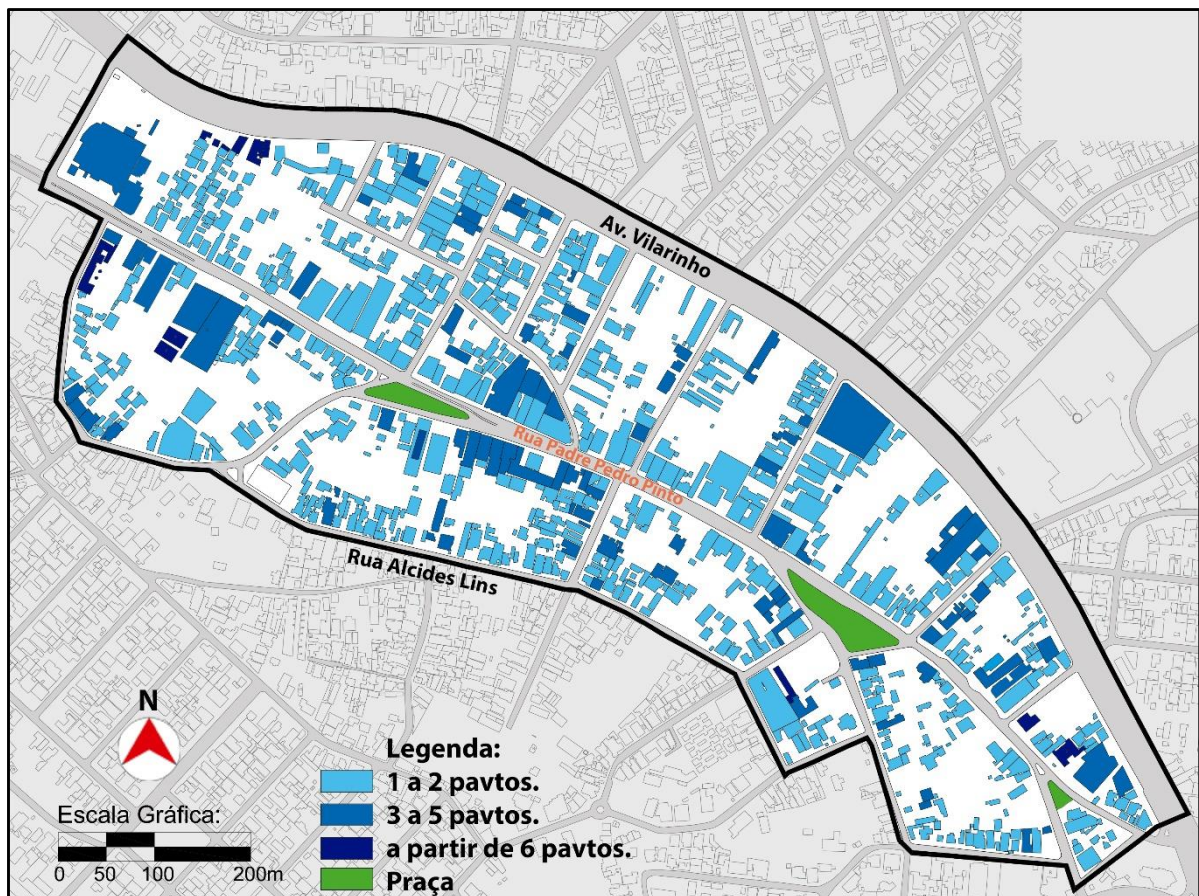 Av. Vilarinho
Rua Padre Pedro Pinto
Rua Alcides Lins
N
Escala Gráfica:
0 50 100 200m
Legenda:
1 a 2 pavtos.
3 a 5 pavtos.
a partir de 6 pavtos.
Praça